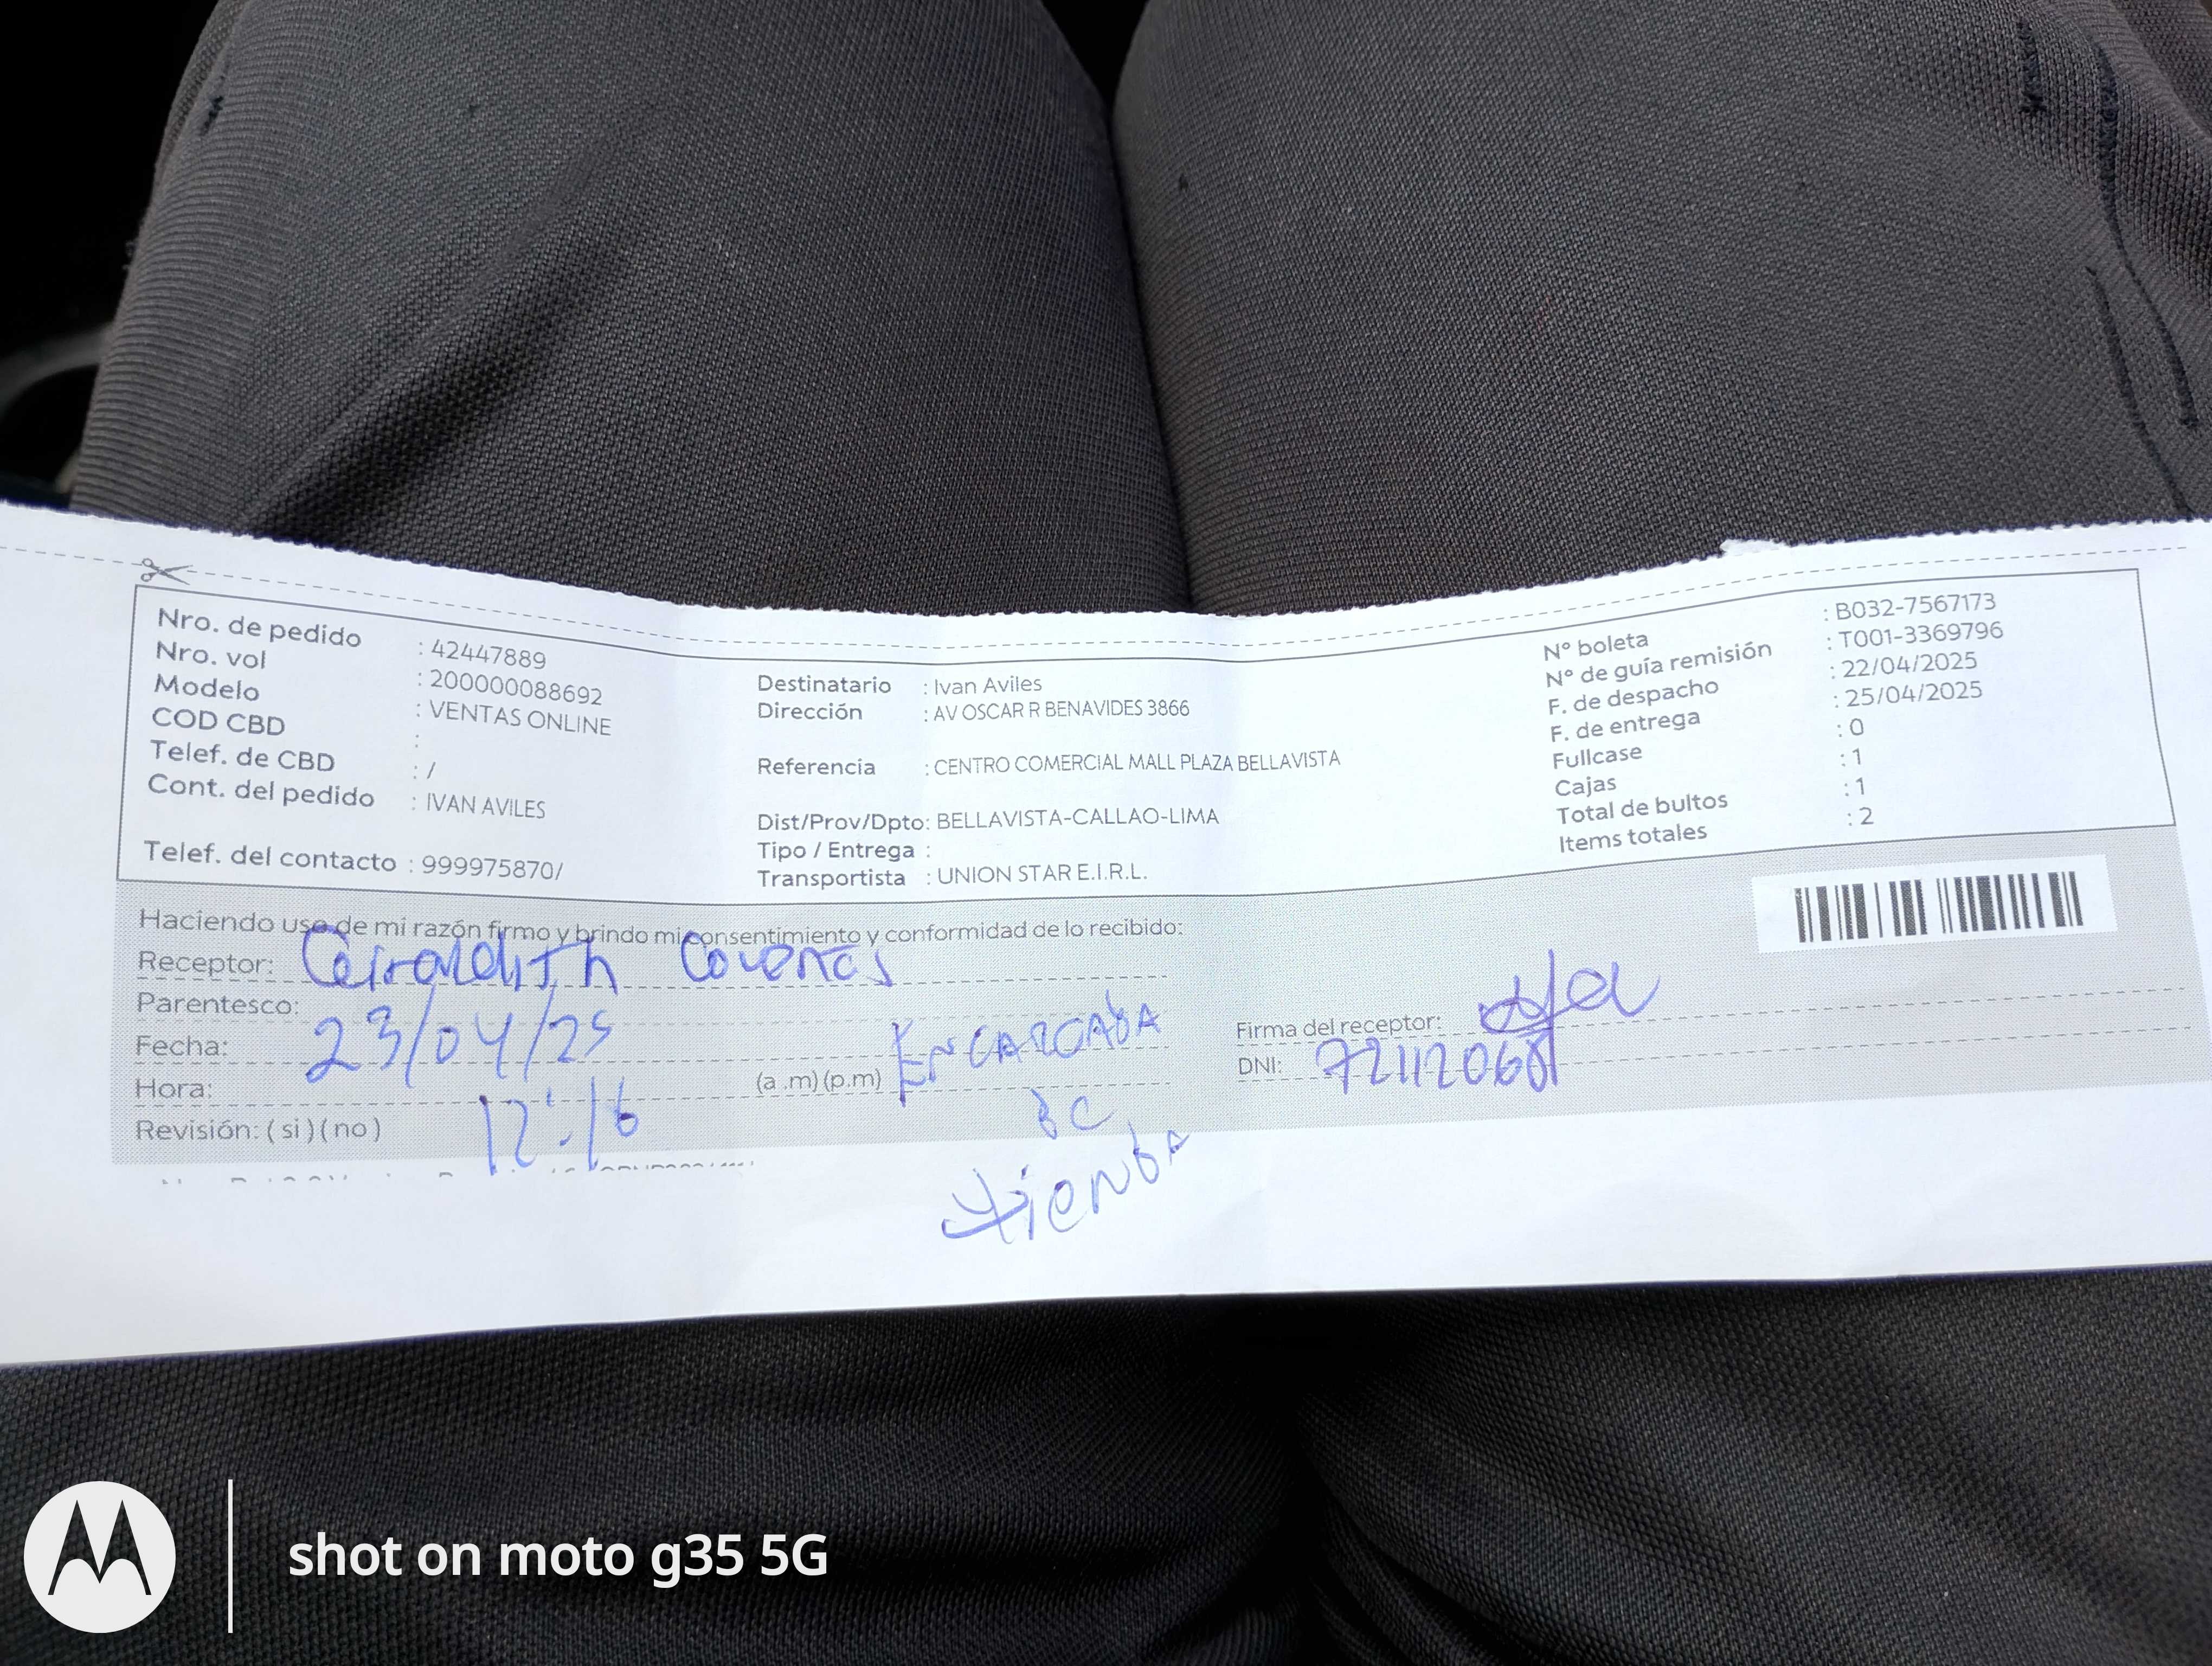 Nro. de pedido : 42447889
Nro. vol : 200000088692
Modelo : VENTAS ONLINE
COD CBD :
Telef. de CBD : /
Cont. del pedido : IVAN AVILES
Telef. del contacto : 999975870/
Destinatario : Ivan Aviles
Dirección : AV OSCAR R BENAVIDES 3866
Referencia : CENTRO COMERCIAL MALL PLAZA BELLAVISTA
Dist/Prov/Dpto: BELLAVISTA-CALLAO-LIMA
Tipo / Entrega :
Transportista : UNION STAR E.I.R.L.
N° boleta : B032-7567173
N° de guía remisión : T001-3369796
F. de despacho : 22/04/2025
F. de entrega : 25/04/2025
Fullcase : 0
Cajas : 1
Total de bultos : 1
Items totales : 2
Haciendo uso de mi razón firmo y brindo mi consentimiento y conformidad de lo recibido:
Receptor:
Parentesco:
Fecha: 23/04/25
Hora: 12:16 (a .m) (p.m)
Revisión: ( si ) ( no )
ENCARGADA
DE
tienda
Firma del receptor:
DNI:
shot on moto g35 5G